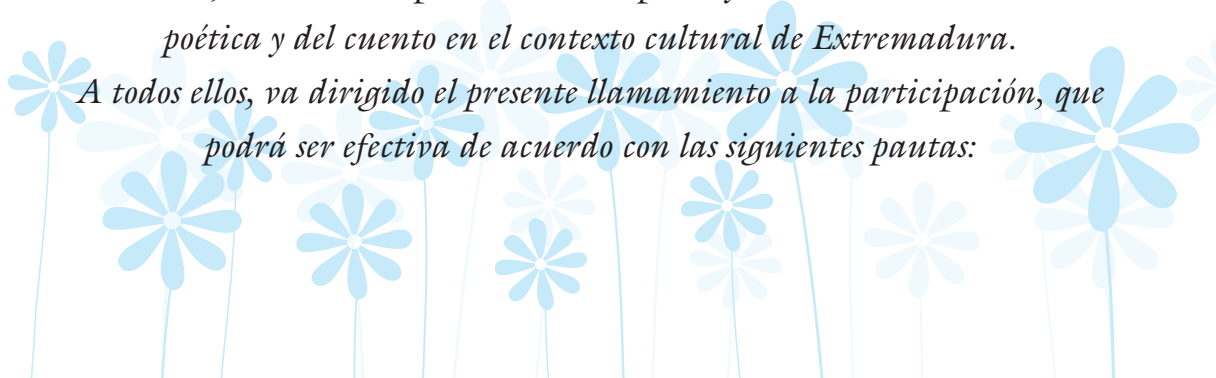 poética y del cuento en el contexto cultural de Extremadura.
A todos ellos, va dirigido el presente llamamiento a la participación, que
podrá ser efectiva de acuerdo con las siguientes pautas: